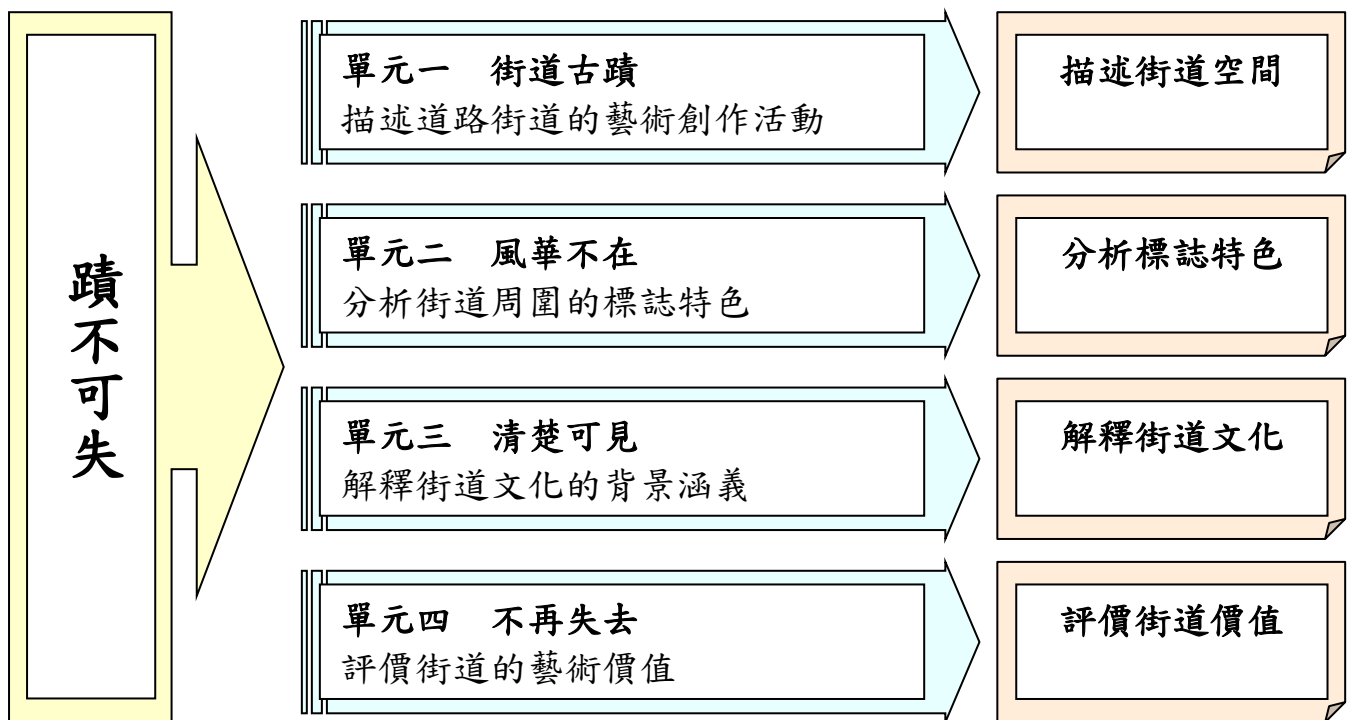 蹟不可失
單元一 街道古蹟
描述道路街道的藝術創作活動
描述街道空間
單元二 風華不在
分析街道周圍的標誌特色
分析標誌特色
單元三 清楚可見
解釋街道文化的背景涵義
解釋街道文化
單元四 不再失去
評價街道的藝術價值
評價街道價值